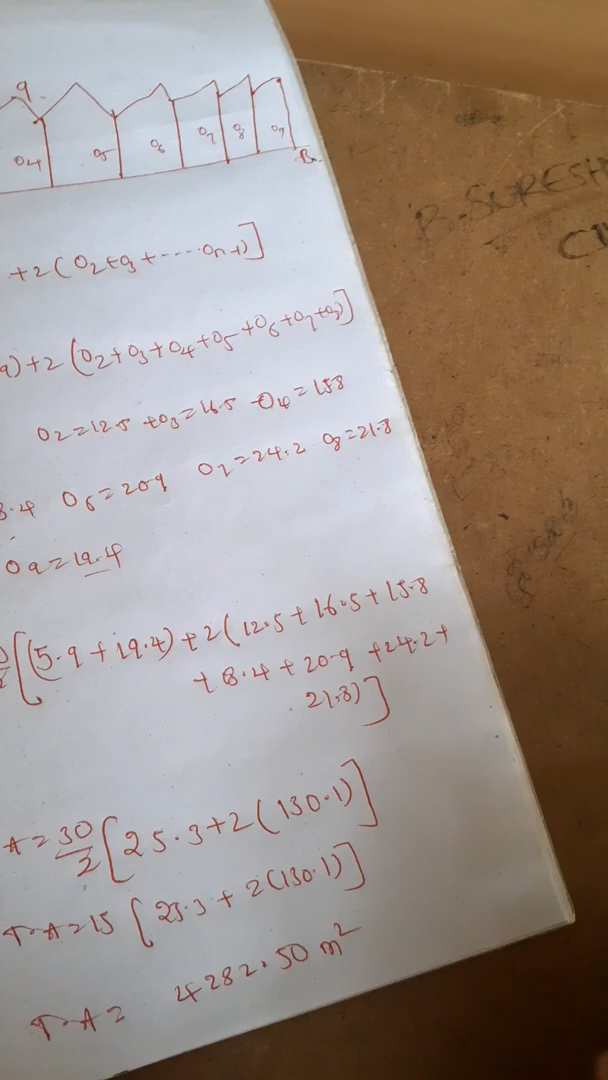 9
O4 O5 O6 O7 O8 O9
B
+2(O2+O3+....On-1)]
9)+2(O2+O3+O4+O5+O6+O7+O8)]
O2=12.5 +O3=16.5 O4=15.8
8.4 O6=20.9 O7=24.2 O8=21.8
O9=19.4
[(5.9+19.4)+2(12.5+16.5+15.8
+8.4+20.9+24.2+
21.8)]
A=30/2[25.3+2(130.1)]
T.A=15[25.3+2(130.1)]
T.A= 4282.50 m²
B.SURESH